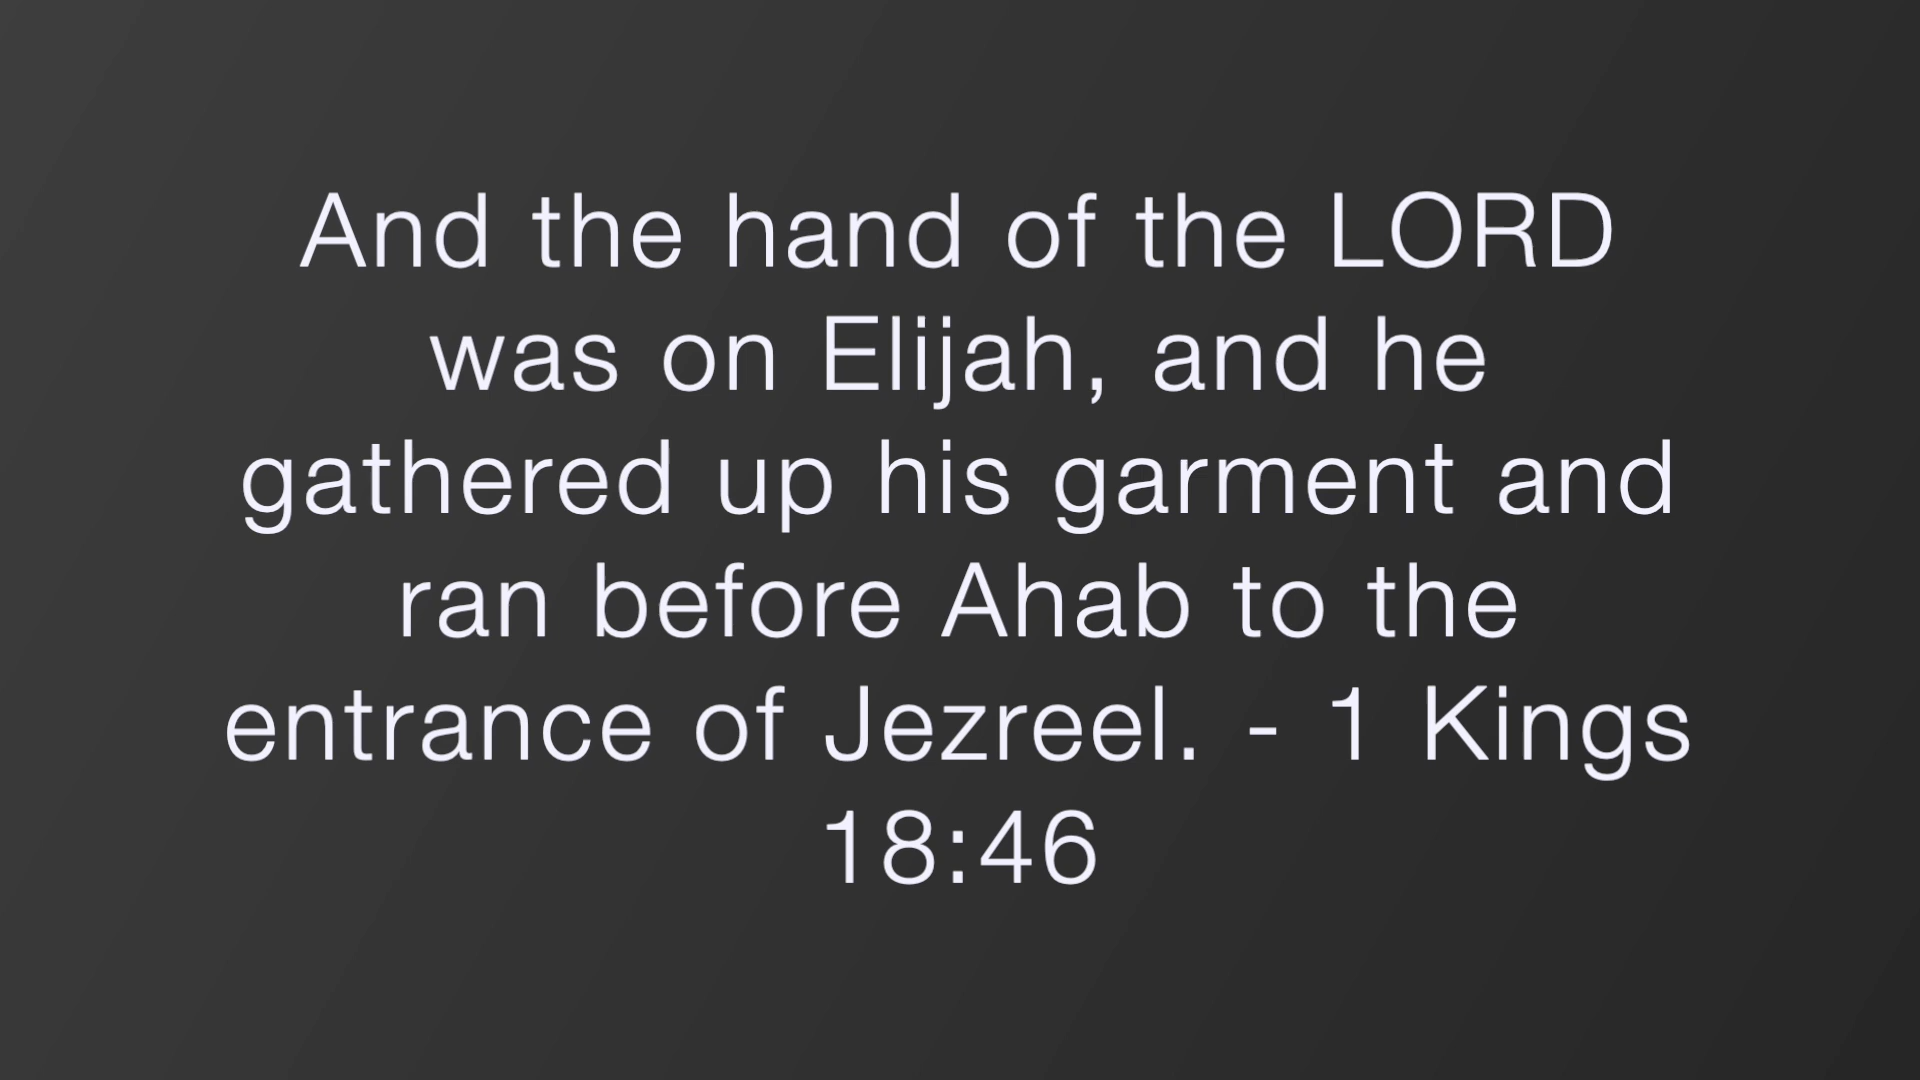 And the hand of the LORD
was on Elijah, and he
gathered up his garment and
ran before Ahab to the
entrance of Jezreel. - 1 Kings
18:46